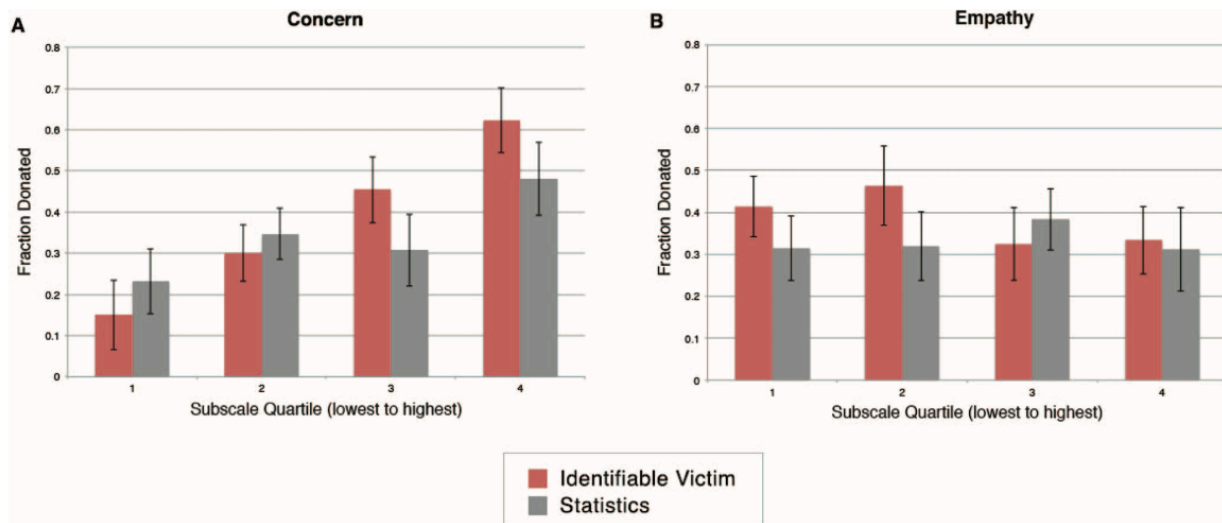 A
Concern
Fraction Donated
0.8
0.7
0.6
0.5
0.4
0.3
0.2
0.1
0
1 2 3 4
Subscale Quartile (lowest to highest)
B
Empathy
Fraction Donated
0.8
0.7
0.6
0.5
0.4
0.3
0.2
0.1
0
1 2 3 4
Subscale Quartile (lowest to highest)
Identifiable Victim
Statistics